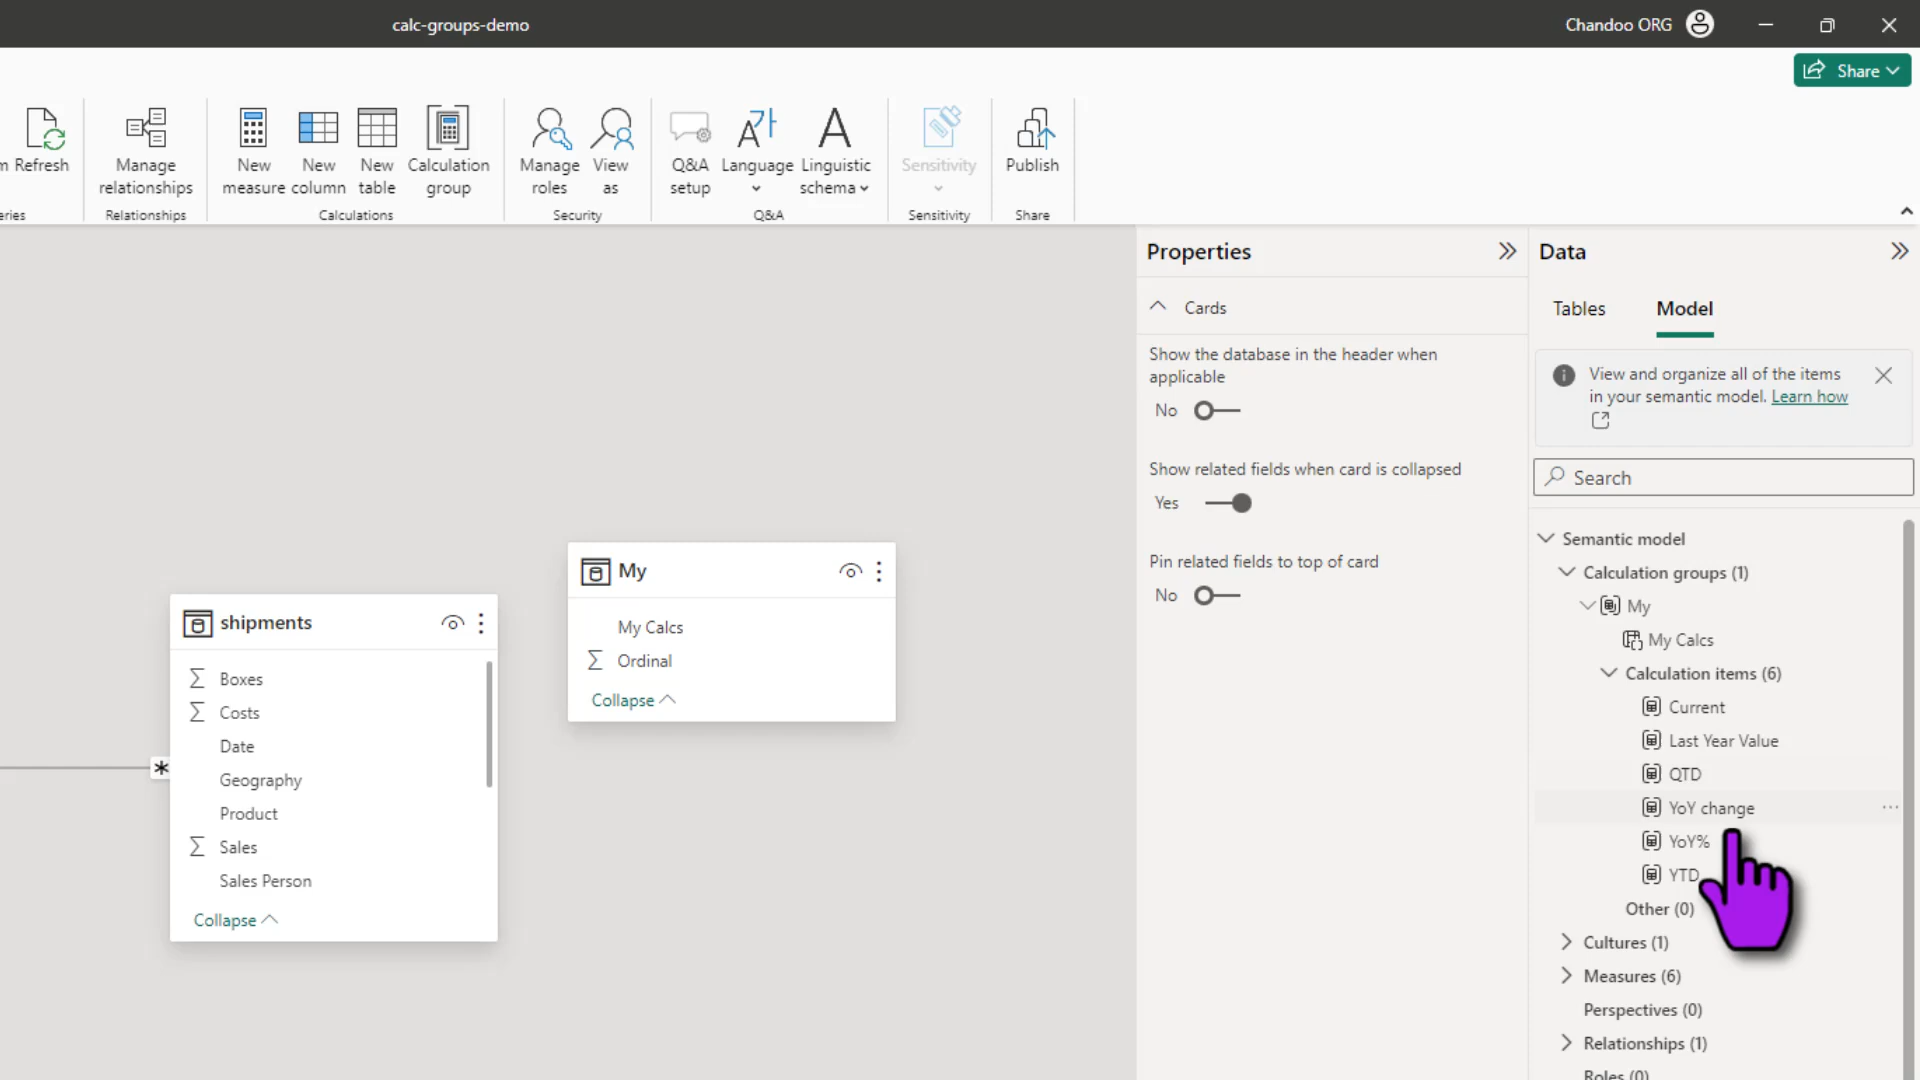 calc-groups-demo
Chandoo ORG
Share
m Refresh
Manage
relationships
New
measure
New
column
New
table
Calculation
group
Manage
roles
View
as
Q&A
setup
Language
Linguistic
schema
Sensitivity
Publish
eries
Relationships
Calculations
Security
Q&A
Sensitivity
Share
Properties
Cards
Show the database in the header when
applicable
No
Show related fields when card is collapsed
Yes
Pin related fields to top of card
No
Data
Tables
Model
View and organize all of the items
in your semantic model. Learn how
Search
Semantic model
Calculation groups (1)
My
My Calcs
Calculation items (6)
Current
Last Year Value
QTD
YoY change
YoY%
YTD
Other (0)
Cultures (1)
Measures (6)
Perspectives (0)
Relationships (1)
Roles (0)
shipments
Boxes
Costs
Date
Geography
Product
Sales
Sales Person
Collapse
My
My Calcs
Ordinal
Collapse